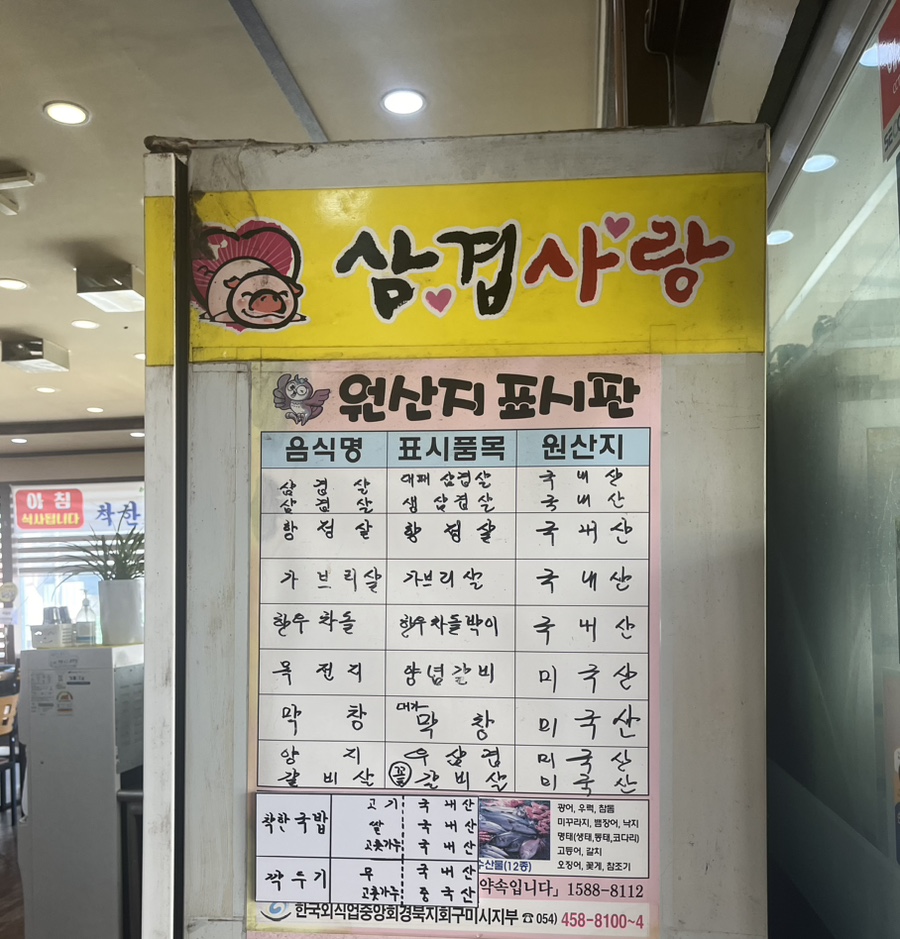 삼겹사랑
원산지 표시판
음식명 표시품목 원산지
삼겹살 대패 삼겹살 국내산
삼겹살 생 삼겹살 국내산
항정살 항정살 국내산
가브리살 가브리살 국내산
한우차돌 한우차돌박이 국내산
목전지 양념갈비 미국산
막창 대가 막창 미국산
양지 우삼겹 미국산
갈비살 꼴 갈비살 미국산
착한국밥 고기 국내산
쌀 국내산
고춧가루 국내산
깍두기 무 국내산
고춧가루 중국산
광어, 우럭, 참돔
미꾸라지, 뱀장어, 낙지
명태(생태,동태,코다리)
고등어, 갈치
오징어, 꽃게, 참조기
수산물(12종)
약속입니다」 1588-8112
한국외식업중앙회경북지회구미시지부 ☎ 054) 458-8100~4
아침
식사됩니다
착한